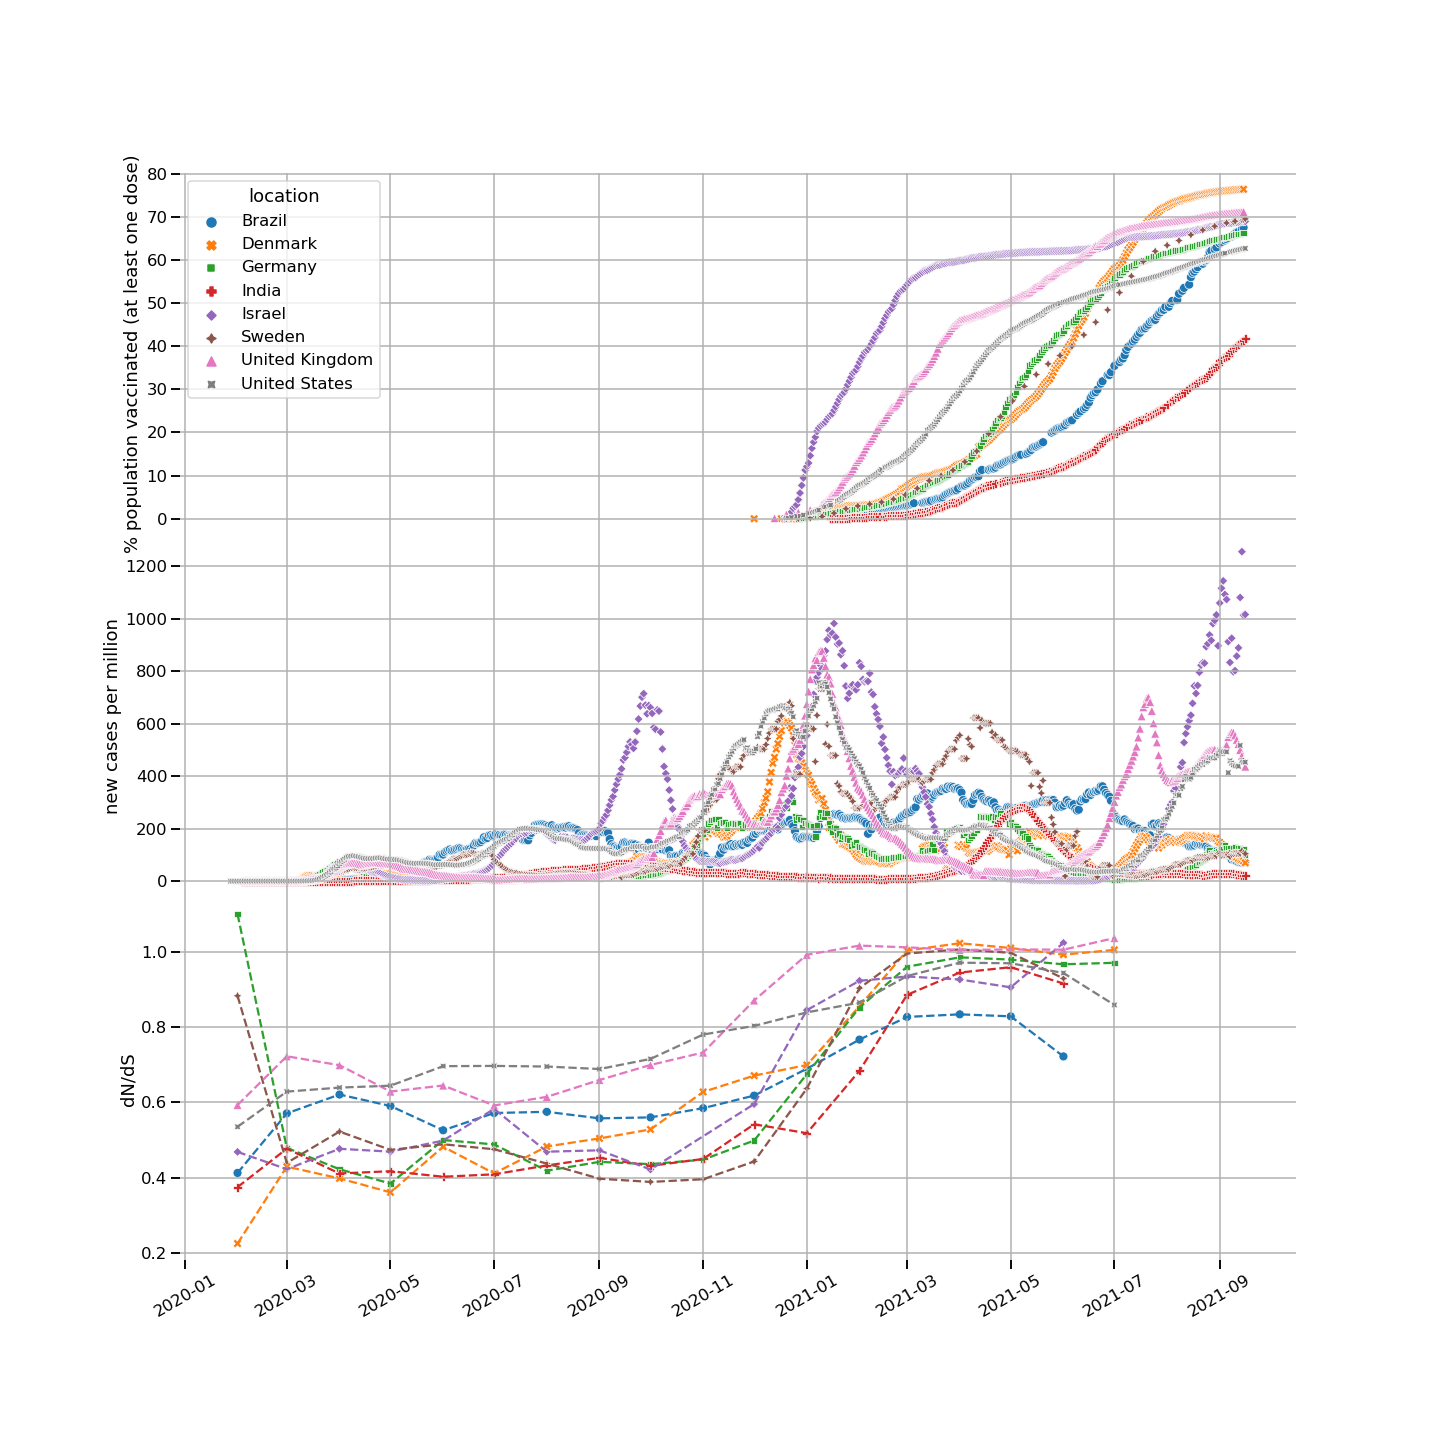 % population vaccinated (at least one dose)
80
70
60
50
40
30
20
10
0
location
Brazil
Denmark
Germany
India
Israel
Sweden
United Kingdom
United States
new cases per million
1200
1000
800
600
400
200
0
dN/dS
1.0
0.8
0.6
0.4
0.2
2020-01
2020-03
2020-05
2020-07
2020-09
2020-11
2021-01
2021-03
2021-05
2021-07
2021-09